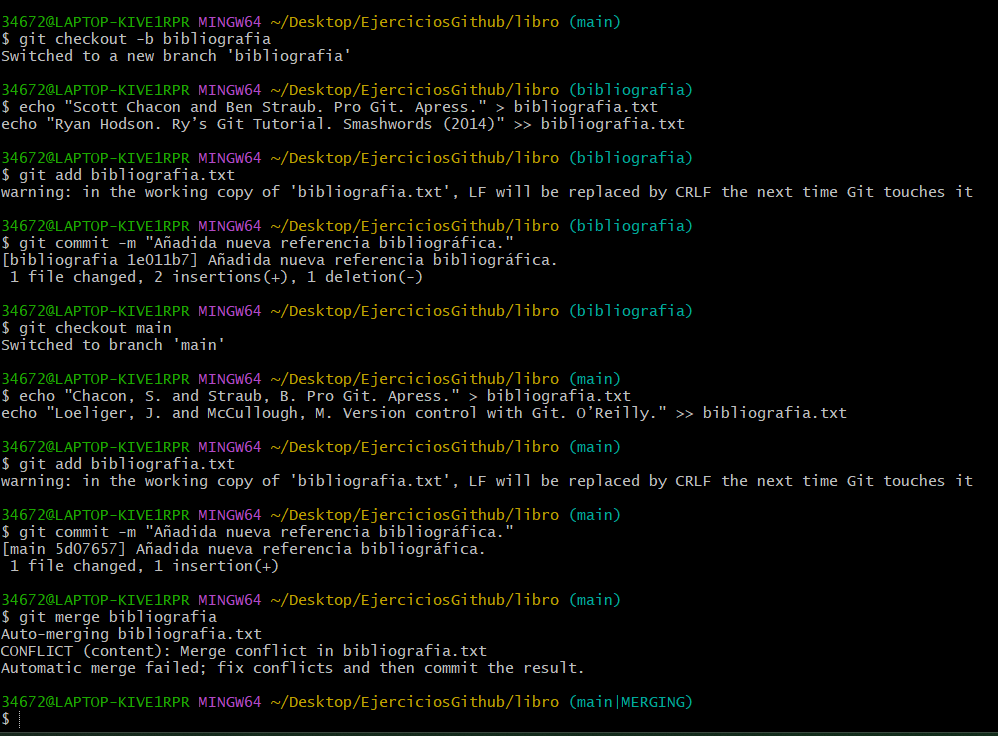 34672@LAPTOP-KIVE1RPR MINGW64 ~/Desktop/EjerciciosGithub/libro (main)
$ git checkout -b bibliografia
Switched to a new branch 'bibliografia'
34672@LAPTOP-KIVE1RPR MINGW64 ~/Desktop/EjerciciosGithub/libro (bibliografia)
$ echo "Scott Chacon and Ben Straub. Pro Git. Apress." > bibliografia.txt
echo "Ryan Hodson. Ry’s Git Tutorial. Smashwords (2014)" >> bibliografia.txt
34672@LAPTOP-KIVE1RPR MINGW64 ~/Desktop/EjerciciosGithub/libro (bibliografia)
$ git add bibliografia.txt
warning: in the working copy of 'bibliografia.txt', LF will be replaced by CRLF the next time Git touches it
34672@LAPTOP-KIVE1RPR MINGW64 ~/Desktop/EjerciciosGithub/libro (bibliografia)
$ git commit -m "Añadida nueva referencia bibliográfica."
[bibliografia 1e011b7] Añadida nueva referencia bibliográfica.
 1 file changed, 2 insertions(+), 1 deletion(-)
34672@LAPTOP-KIVE1RPR MINGW64 ~/Desktop/EjerciciosGithub/libro (bibliografia)
$ git checkout main
Switched to branch 'main'
34672@LAPTOP-KIVE1RPR MINGW64 ~/Desktop/EjerciciosGithub/libro (main)
$ echo "Chacon, S. and Straub, B. Pro Git. Apress." > bibliografia.txt
echo "Loeliger, J. and McCullough, M. Version control with Git. O’Reilly." >> bibliografia.txt
34672@LAPTOP-KIVE1RPR MINGW64 ~/Desktop/EjerciciosGithub/libro (main)
$ git add bibliografia.txt
warning: in the working copy of 'bibliografia.txt', LF will be replaced by CRLF the next time Git touches it
34672@LAPTOP-KIVE1RPR MINGW64 ~/Desktop/EjerciciosGithub/libro (main)
$ git commit -m "Añadida nueva referencia bibliográfica."
[main 5d07657] Añadida nueva referencia bibliográfica.
 1 file changed, 1 insertion(+)
34672@LAPTOP-KIVE1RPR MINGW64 ~/Desktop/EjerciciosGithub/libro (main)
$ git merge bibliografia
Auto-merging bibliografia.txt
CONFLICT (content): Merge conflict in bibliografia.txt
Automatic merge failed; fix conflicts and then commit the result.
34672@LAPTOP-KIVE1RPR MINGW64 ~/Desktop/EjerciciosGithub/libro (main|MERGING)
$